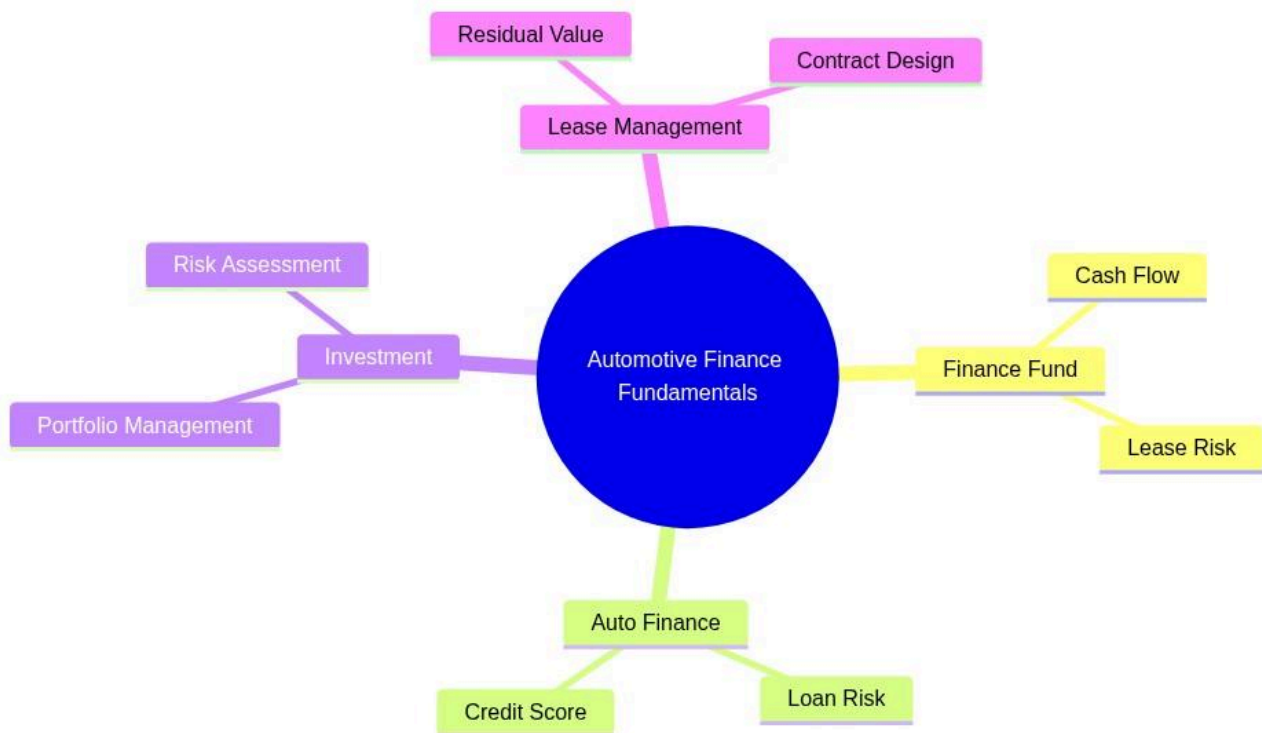 Residual Value
Contract Design
Lease Management
Risk Assessment
Cash Flow
Investment
Automotive Finance
Fundamentals
Finance Fund
Portfolio Management
Lease Risk
Auto Finance
Credit Score
Loan Risk